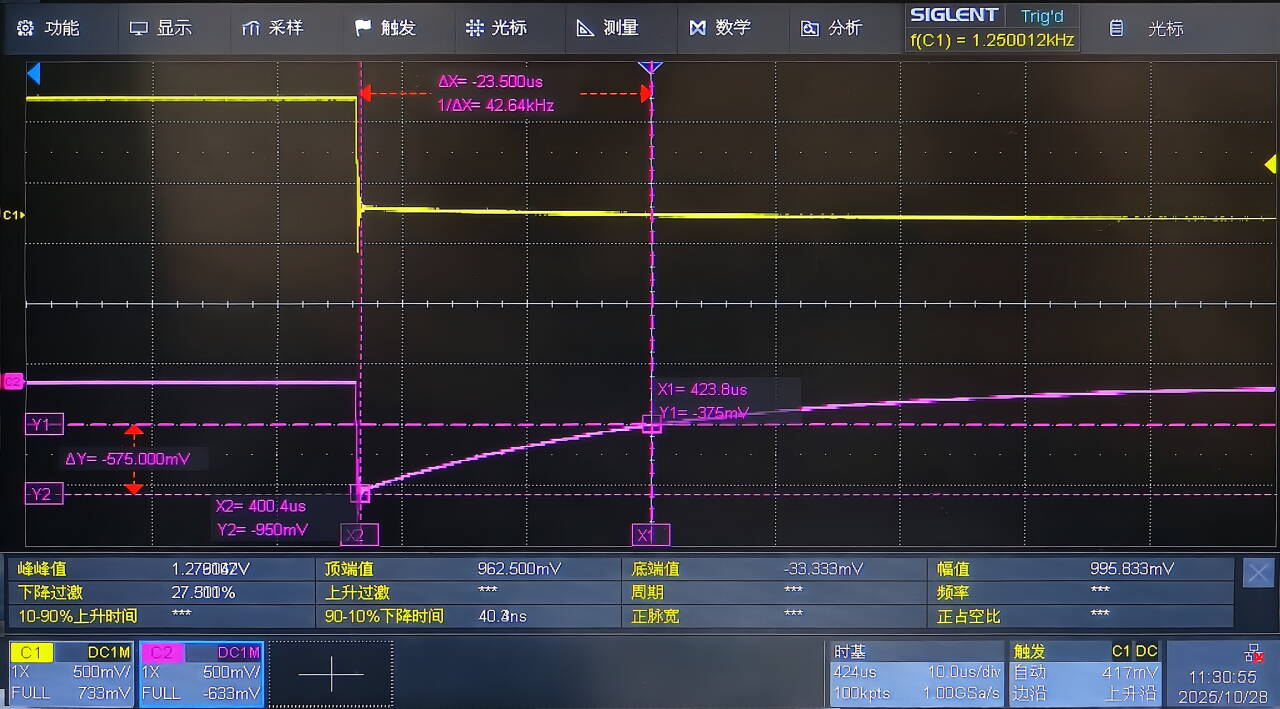 功能 显示 采样 触发 光标 测量 数学 分析 SIGLENT Trig'd 光标
f(C1) = 1.250012kHz
ΔX= -23.500us
1/ΔX= 42.64kHz
C1
C2
X1= 423.8us
Y1= -375mV
Y1
ΔY= -575.000mV
Y2
X2= 400.4us
Y2= -950mV
X2 X1
峰峰值 顶端值 962.500mV 底端值 -33.333mV 幅值 995.833mV
下降过激 上升过激 *** 周期 *** 频率 ***
10-90%上升时间 *** 90-10%下降时间 正脉宽 *** 正占空比 ***
C1 DC1M C2 DC1M 时基 触发 C1 DC
1X 500mV/ 1X 500mV/ 424us 10.0us/div 自动 417mV
FULL 733mV FULL -633mV 100kpts 1.00GSa/s 边沿 上升沿
11:30:55
2025/10/28